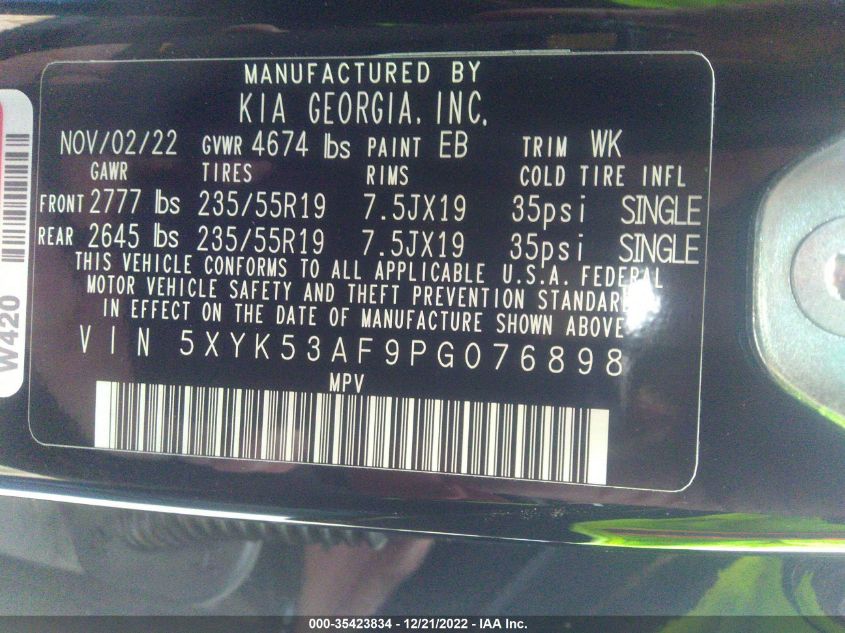 MANUFACTURED BY
KIA GEORGIA. INC.
NOV/02/22 GVWR 4674 lbs PAINT EB TRIM WK
GAWR TIRES RIMS COLD TIRE INFL
FRONT 2777 lbs 235/55R19 7.5JX19 35psi SINGLE
REAR 2645 lbs 235/55R19 7.5JX19 35psi SINGLE
THIS VEHICLE CONFORMS TO ALL APPLICABLE U.S.A. FEDERAL
MOTOR VEHICLE SAFETY AND THEFT PREVENTION STANDARDS
IN EFFECT ON THE DATE OF MANUFACTURE SHOWN ABOVE
VIN 5XYK53AF9PG076898
MPV
W420
000-35423834 - 12/21/2022 - IAA Inc.